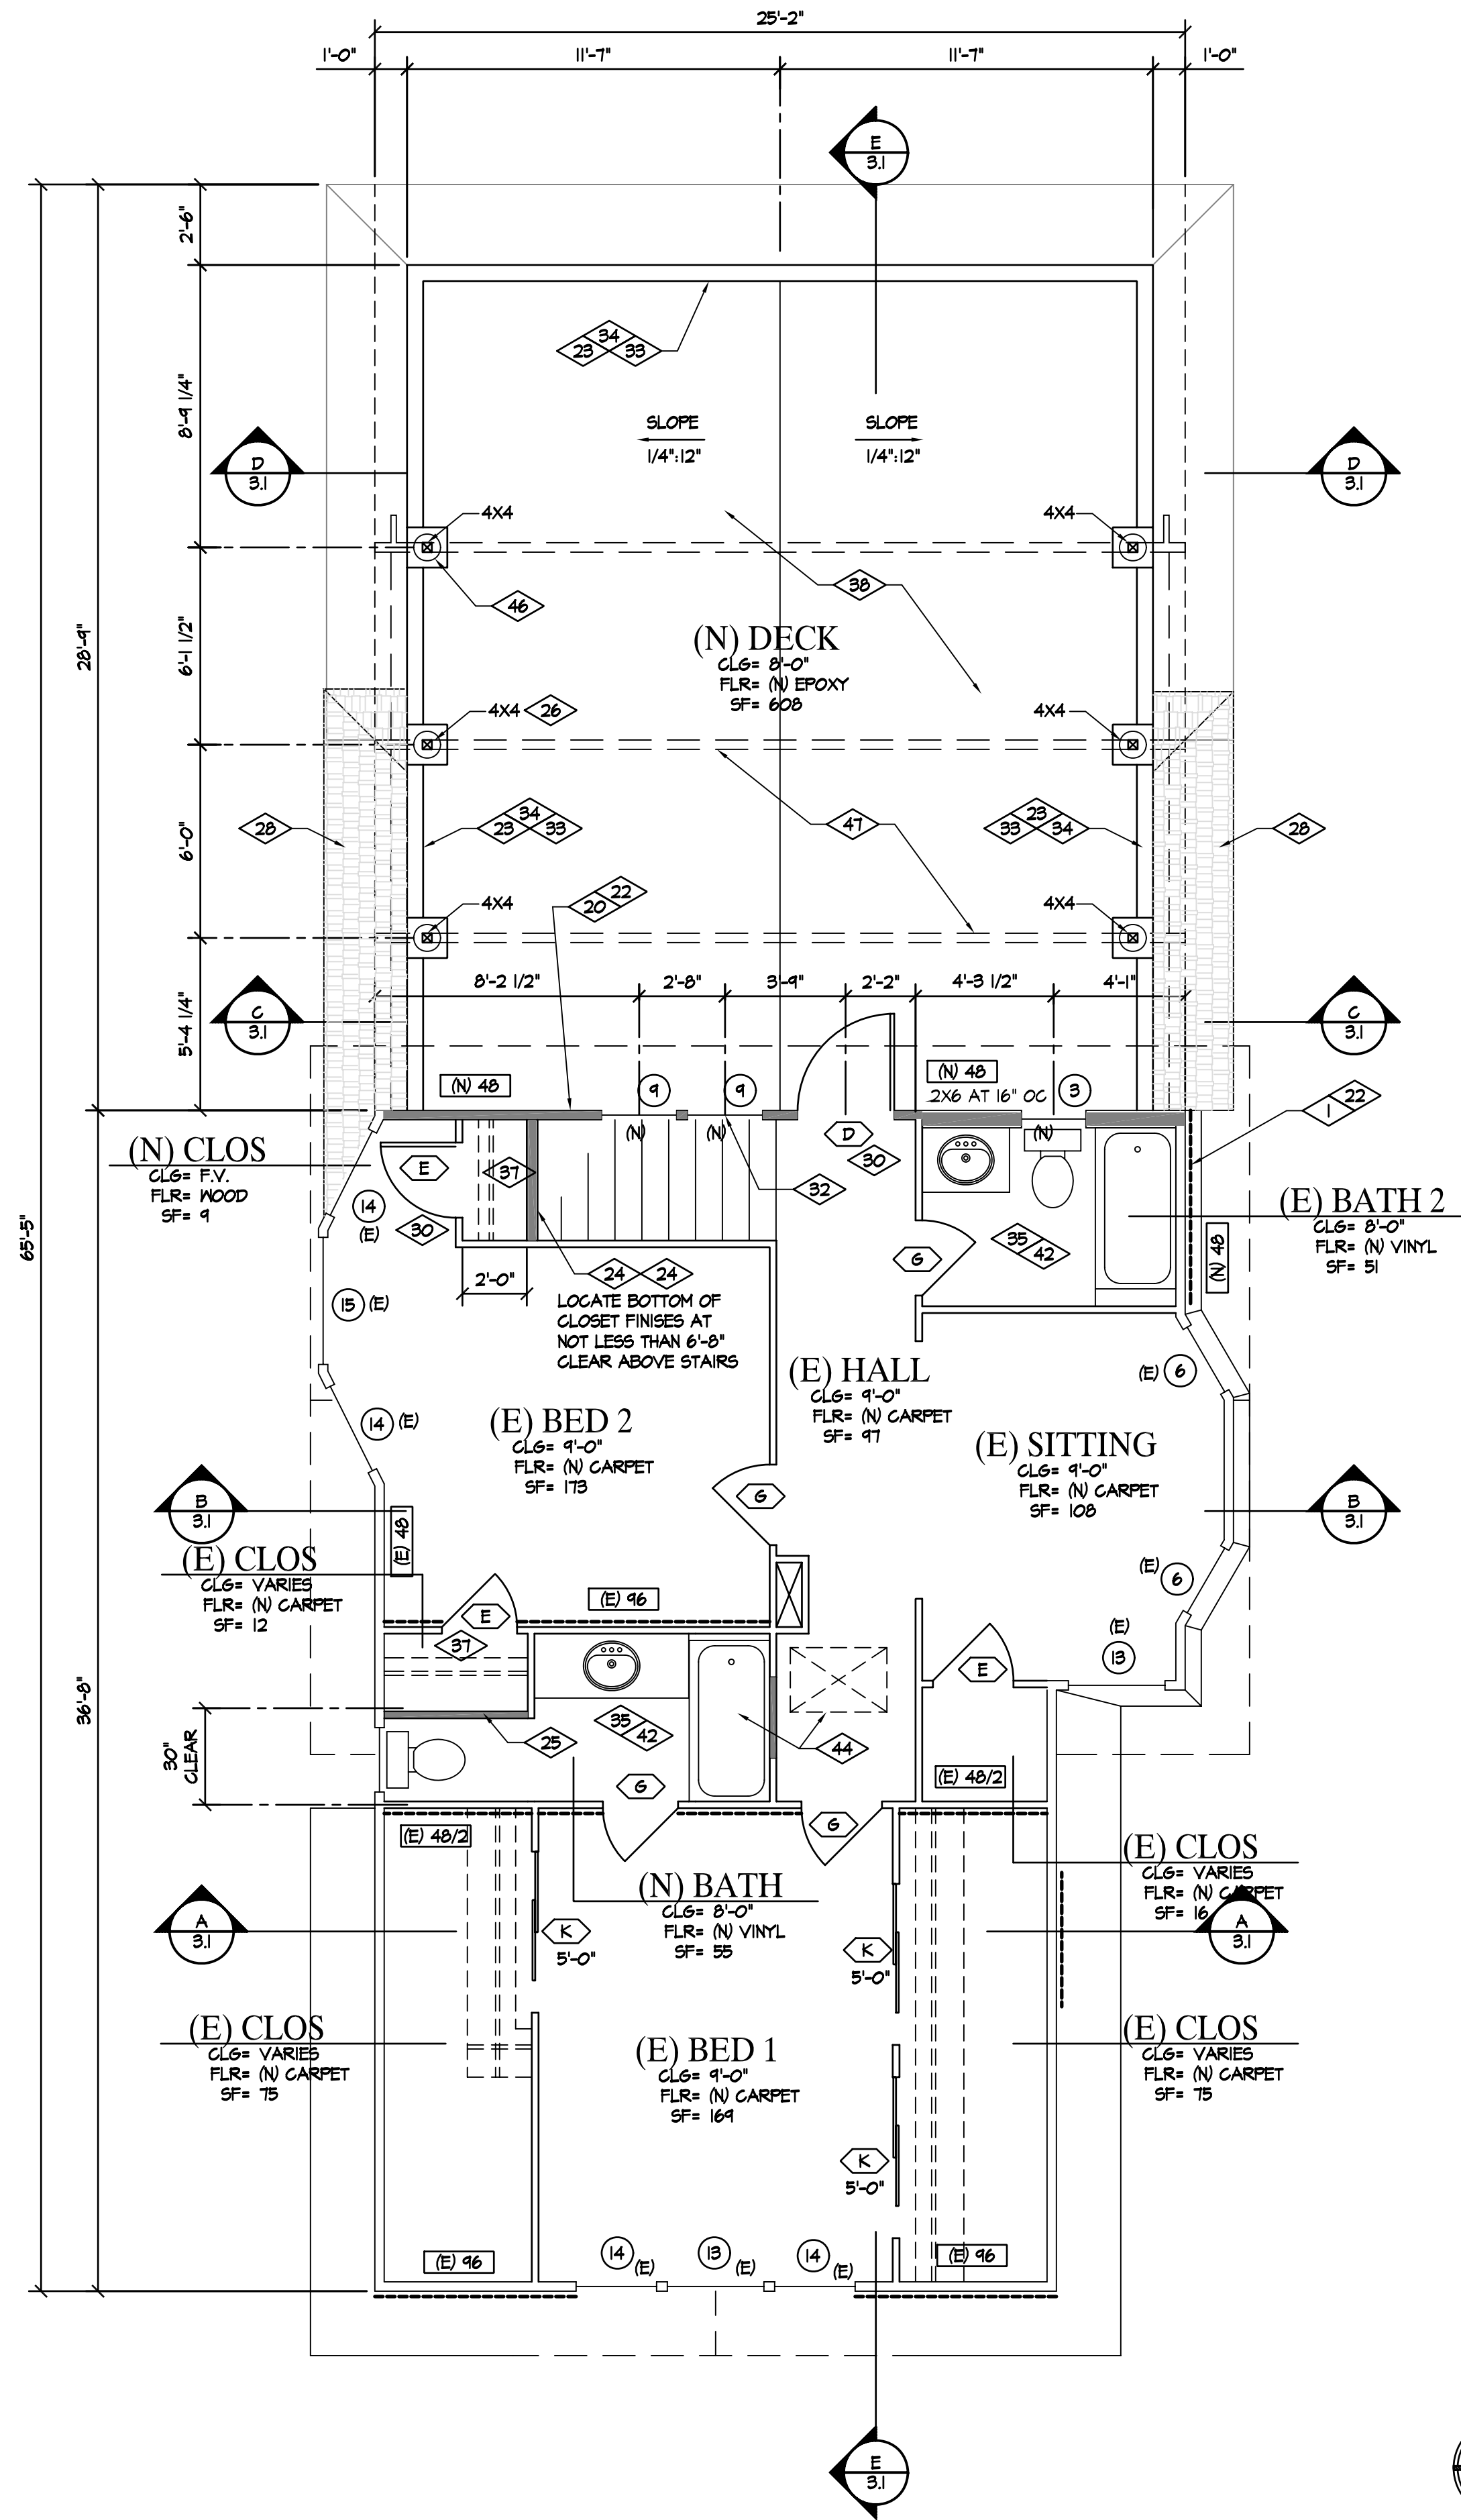 25'-2"
1'-0"
11'-7"
11'-7"
1'-0"
E
3.1
2'-6"
34
23
33
8'-9 1/4"
SLOPE
1/4":12"
SLOPE
1/4":12"
D
3.1
D
3.1
4X4
4X4
46
38
28'-9"
6'-1 1/2"
(N) DECK
CLG= 8'-0"
FLR= (N) EPOXY
SF= 608
4X4
26
4X4
28
34
23
33
47
23
33
34
28
6'-0"
22
20
4X4
4X4
8'-2 1/2"
2'-8"
3'-9"
2'-2"
4'-3 1/2"
4'-1"
C
3.1
C
3.1
5'-4 1/4"
(N) 48
9
9
(N) 48
2X6 AT 16" OC
3
22
1
(N)
(N)
D
(N)
30
(N) CLOS
CLG= F.V.
FLR= WOOD
SF= 9
E
37
32
14
(E)
30
(E) BATH 2
CLG= 8'-0"
FLR= (N) VINYL
SF= 51
35
42
(N) 48
G
65'-5"
24
24
2'-0"
15
(E)
LOCATE BOTTOM OF
CLOSET FINISES AT
NOT LESS THAN 6'-8"
CLEAR ABOVE STAIRS
(E) HALL
CLG= 9'-0"
FLR= (N) CARPET
SF= 97
(E)
6
14
(E)
(E) BED 2
CLG= 9'-0"
FLR= (N) CARPET
SF= 173
(E) SITTING
CLG= 9'-0"
FLR= (N) CARPET
SF= 108
G
B
3.1
B
3.1
(E) 48
(E) CLOS
CLG= VARIES
FLR= (N) CARPET
SF= 12
(E) 96
(E)
6
E
37
(E)
13
E
36'-8"
30"
CLEAR
35
42
25
44
G
(E) 48/2
G
(E) 48/2
(E) CLOS
CLG= VARIES
FLR= (N) CARPET
SF= 16
(N) BATH
CLG= 8'-0"
FLR= (N) VINYL
SF= 55
A
3.1
A
3.1
K
5'-0"
K
5'-0"
(E) CLOS
CLG= VARIES
FLR= (N) CARPET
SF= 75
(E) BED 1
CLG= 9'-0"
FLR= (N) CARPET
SF= 169
(E) CLOS
CLG= VARIES
FLR= (N) CARPET
SF= 75
K
5'-0"
(E) 96
14
(E)
13
(E)
14
(E)
(E) 96
E
3.1